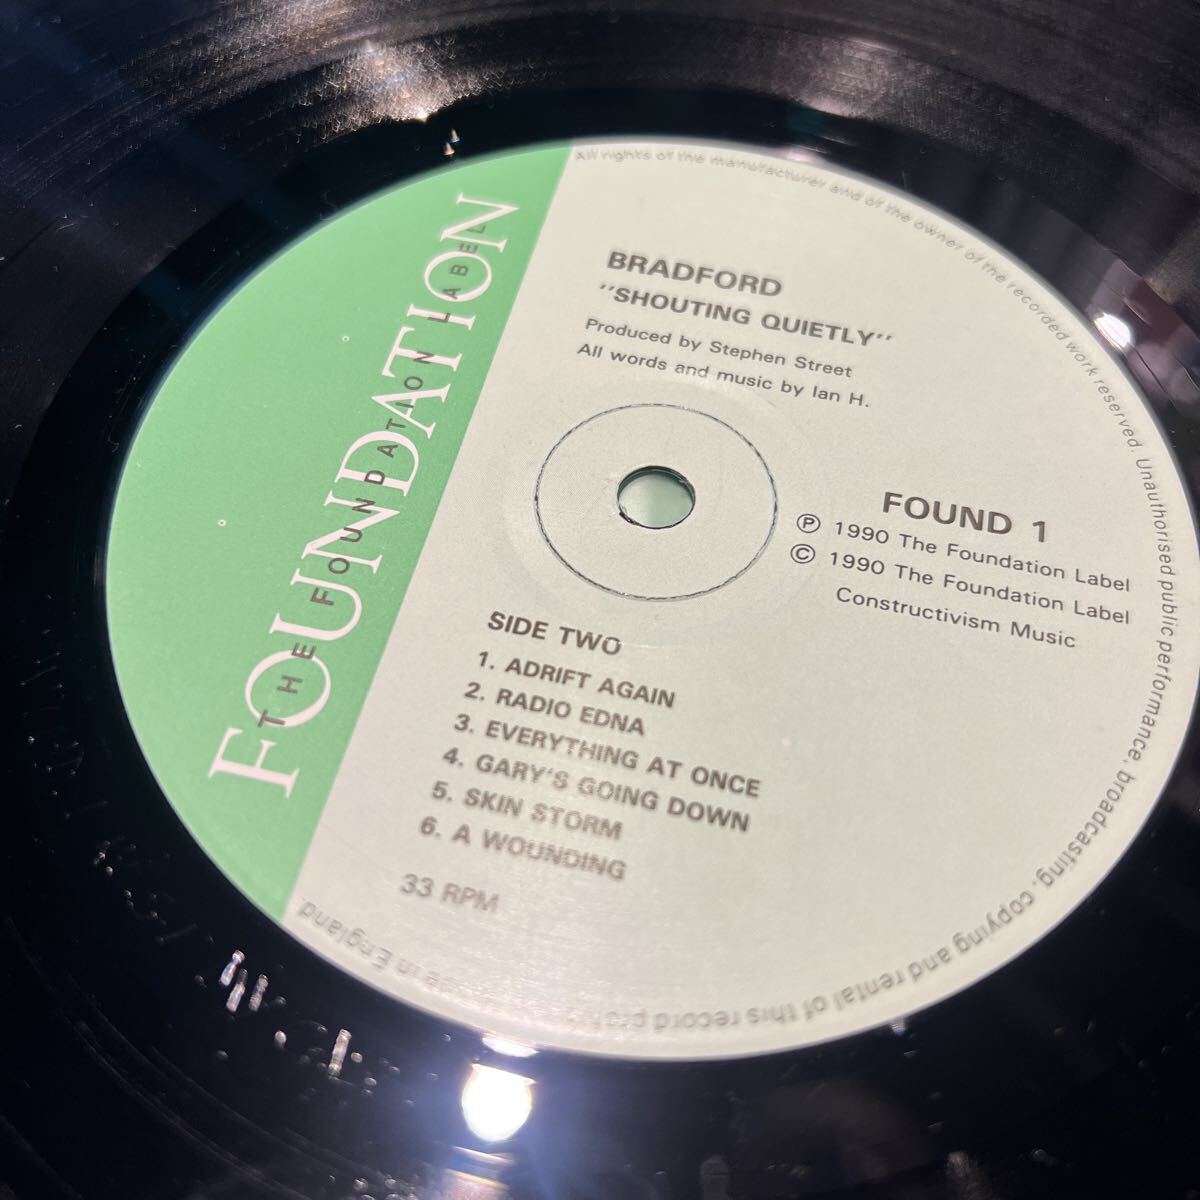 FOUNDATION
THE FOUNDATION LABEL
BRADFORD
"SHOUTING QUIETLY"
Produced by Stephen Street
All words and music by Ian H.
FOUND 1
℗ 1990 The Foundation Label
© 1990 The Foundation Label
Constructivism Music
SIDE TWO
1. ADRIFT AGAIN
2. RADIO EDNA
3. EVERYTHING AT ONCE
4. GARY'S GOING DOWN
5. SKIN STORM
6. A WOUNDING
33 RPM
All rights of the manufacturer and of the owner of the recorded work reserved. Unauthorised public performance, broadcasting, copying and rental of this record in England.